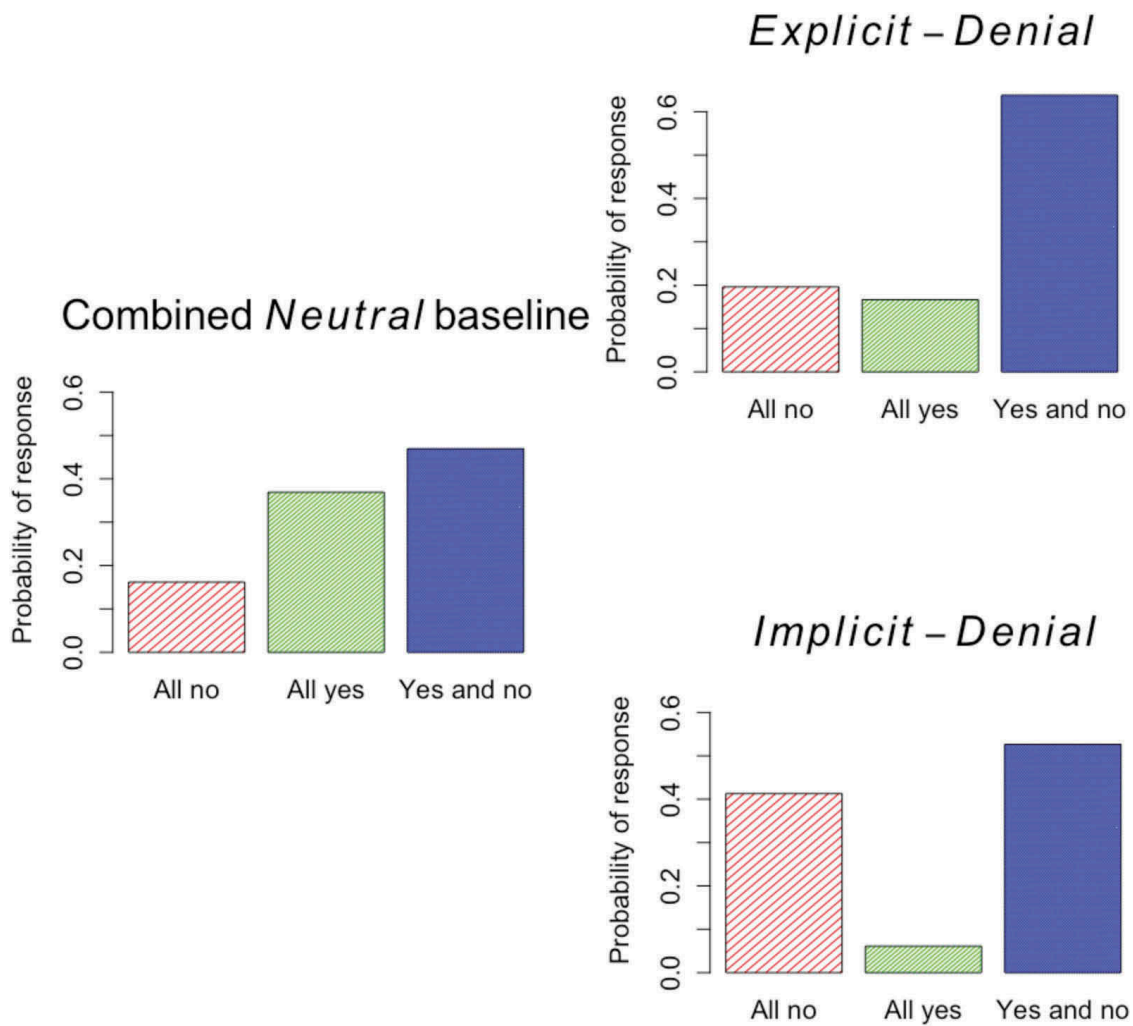 Explicit – Denial
Probability of response
0.0 0.2 0.4 0.6
All no All yes Yes and no
Combined Neutral baseline
Probability of response
0.0 0.2 0.4 0.6
All no All yes Yes and no
Implicit – Denial
Probability of response
0.0 0.2 0.4 0.6
All no All yes Yes and no